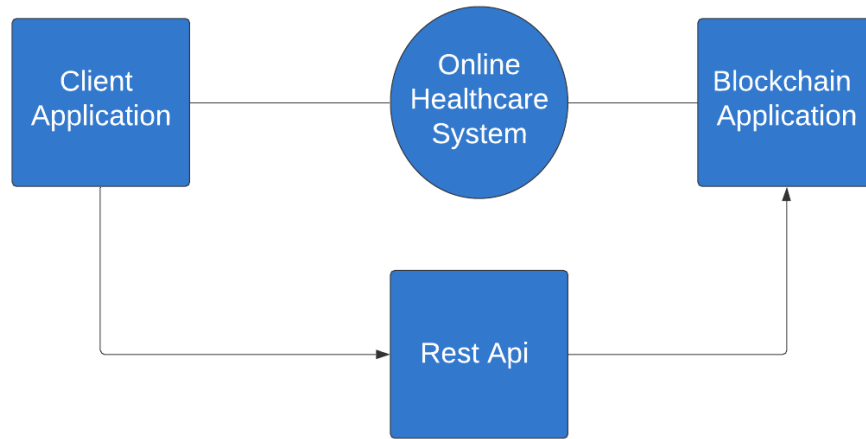 Client
Application
Online
Healthcare
System
Blockchain
Application
Rest Api